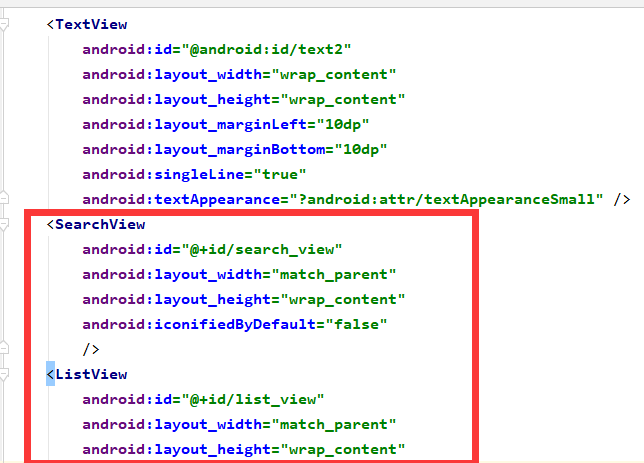 <TextView
android:id="@android:id/text2"
android:layout_width="wrap_content"
android:layout_height="wrap_content"
android:layout_marginLeft="10dp"
android:layout_marginBottom="10dp"
android:singleLine="true"
android:textAppearance="?android:attr/textAppearanceSmall" />
<SearchView
android:id="@+id/search_view"
android:layout_width="match_parent"
android:layout_height="wrap_content"
android:iconifiedByDefault="false"
/>
<ListView
android:id="@+id/list_view"
android:layout_width="match_parent"
android:layout_height="wrap_content"